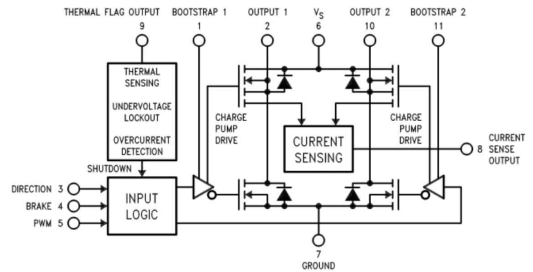 THERMAL FLAG OUTPUT
9
BOOTSTRAP 1
1
OUTPUT 1
2
VS
6
OUTPUT 2
10
BOOTSTRAP 2
11
THERMAL
SENSING
UNDERVOLTAGE
LOCKOUT
OVERCURRENT
DETECTION
SHUTDOWN
CHARGE
PUMP
DRIVE
CURRENT
SENSING
CHARGE
PUMP
DRIVE
8 CURRENT
SENSE
OUTPUT
DIRECTION 3
BRAKE 4
PWM 5
INPUT
LOGIC
7
GROUND